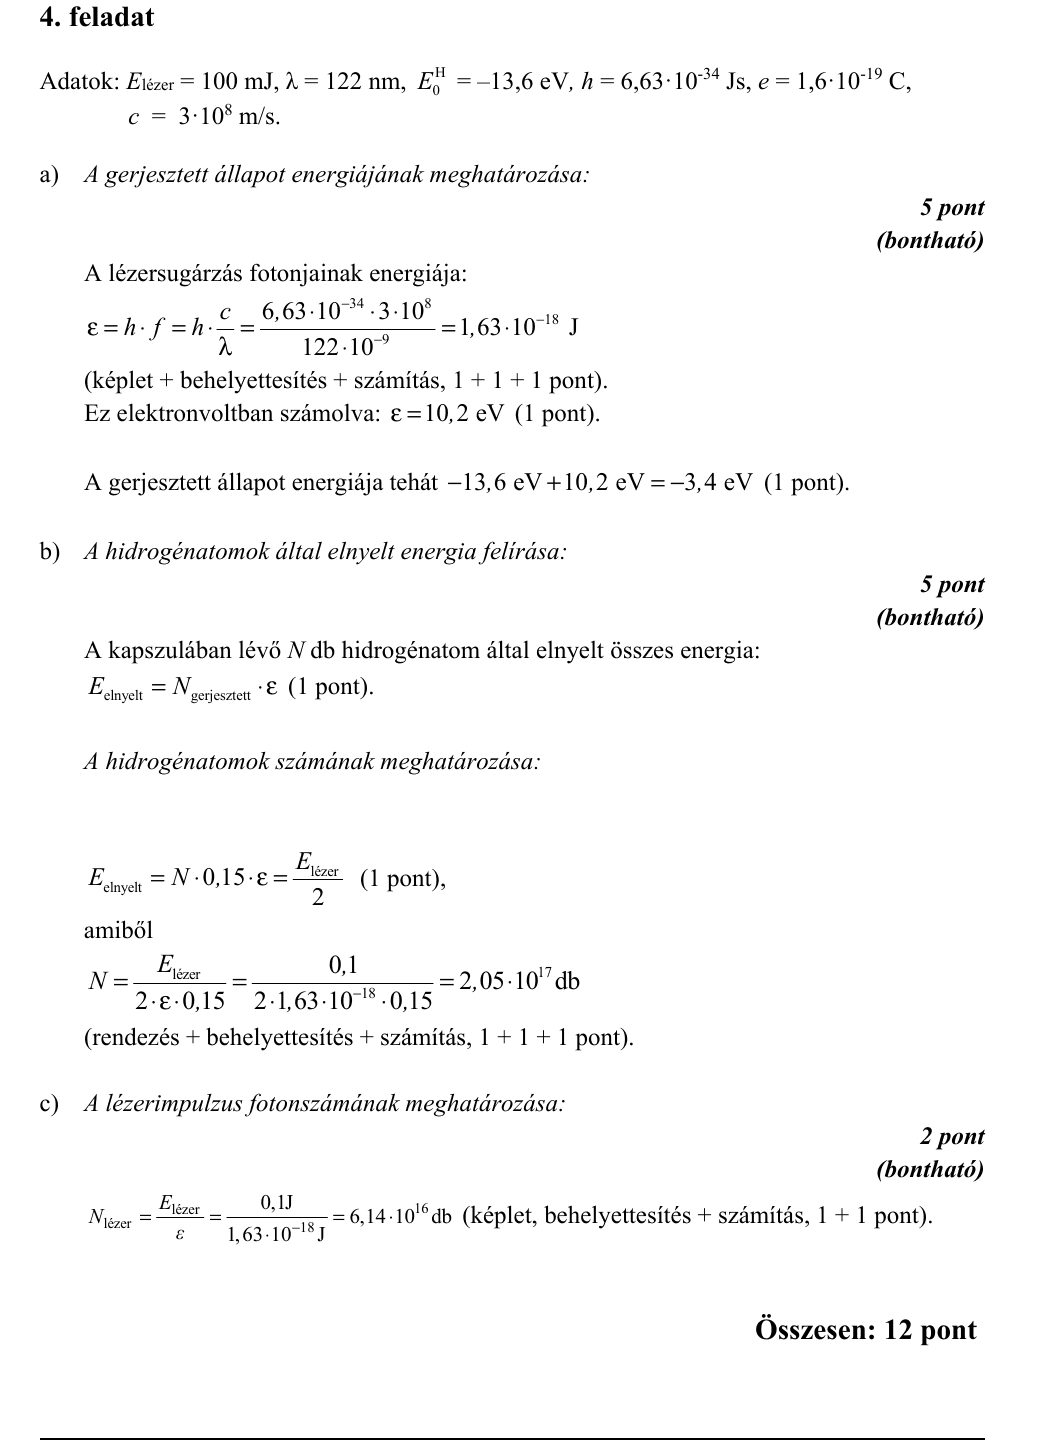 4. feladat
Adatok: Elézer = 100 mJ, λ = 122 nm, E₀ᴴ = –13,6 eV, h = 6,63·10⁻³⁴ Js, e = 1,6·10⁻¹⁹ C,
c = 3·10⁸ m/s.
a) A gerjesztett állapot energiájának meghatározása:
5 pont
(bontható)
A lézersugárzás fotonjainak energiája:
ε = h · f = h · c/λ = (6,63·10⁻³⁴ · 3·10⁸)/(122·10⁻⁹) = 1,63·10⁻¹⁸ J
(képlet + behelyettesítés + számítás, 1 + 1 + 1 pont).
Ez elektronvoltban számolva: ε = 10,2 eV (1 pont).
A gerjesztett állapot energiája tehát −13,6 eV + 10,2 eV = −3,4 eV (1 pont).
b) A hidrogénatomok által elnyelt energia felírása:
5 pont
(bontható)
A kapszulában lévő N db hidrogénatom által elnyelt összes energia:
Eelnyelt = Ngerjesztett · ε (1 pont).
A hidrogénatomok számának meghatározása:
Eelnyelt = N · 0,15 · ε = Elézer/2 (1 pont),
amiből
N = Elézer/(2·ε·0,15) = 0,1/(2·1,63·10⁻¹⁸·0,15) = 2,05·10¹⁷ db
(rendezés + behelyettesítés + számítás, 1 + 1 + 1 pont).
c) A lézerimpulzus fotonszámának meghatározása:
2 pont
(bontható)
Nlézer = Elézer/ε = 0,1J/(1,63·10⁻¹⁸ J) = 6,14·10¹⁶ db (képlet, behelyettesítés + számítás, 1 + 1 pont).
Összesen: 12 pont